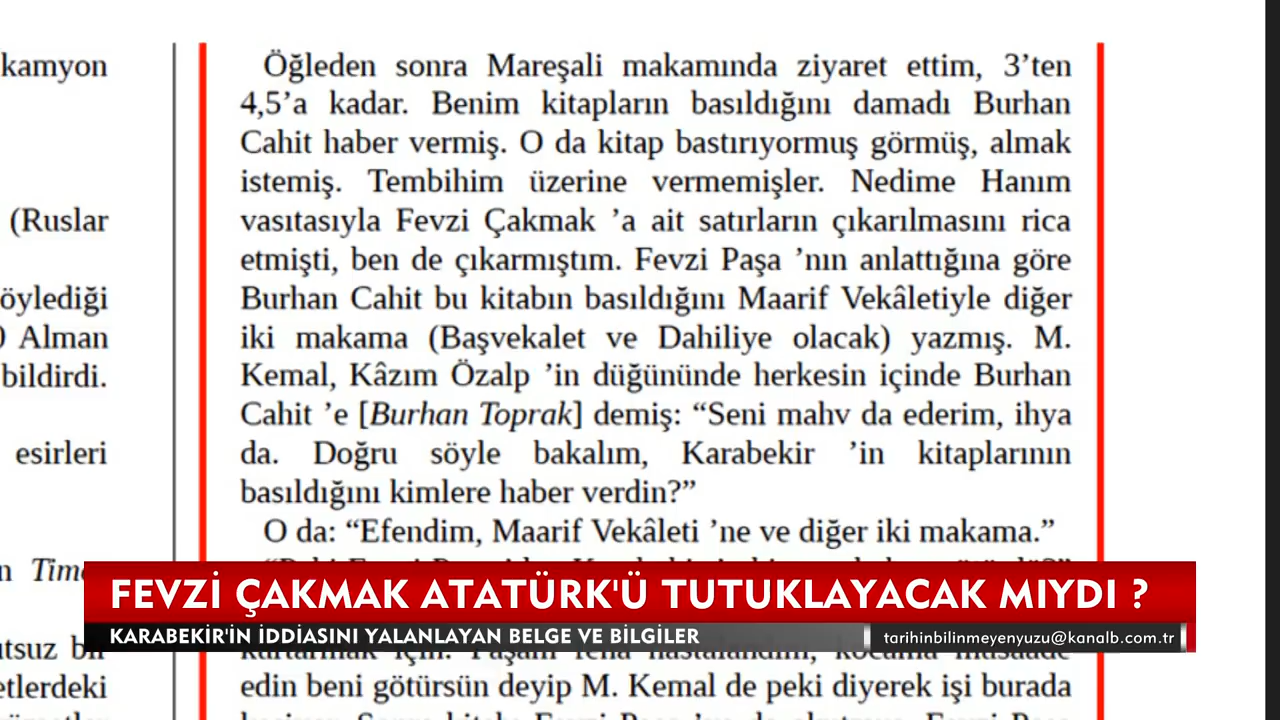 kamyon
(Ruslar
öylediği
0 Alman
bildirdi.
esirleri
n Time
etlerdeki
Öğleden sonra Mareşali makamında ziyaret ettim, 3’ten
4,5’a kadar. Benim kitapların basıldığını damadı Burhan
Cahit haber vermiş. O da kitap bastırıyormuş görmüş, almak
istemiş. Tembihim üzerine vermemişler. Nedime Hanım
vasıtasıyla Fevzi Çakmak ’a ait satırların çıkarılmasını rica
etmişti, ben de çıkarmıştım. Fevzi Paşa ’nın anlattığına göre
Burhan Cahit bu kitabın basıldığını Maarif Vekâletiyle diğer
iki makama (Başvekalet ve Dahiliye olacak) yazmış. M.
Kemal, Kâzım Özalp ’in düğününde herkesin içinde Burhan
Cahit ’e [Burhan Toprak] demiş: “Seni mahv da ederim, ihya
da. Doğru söyle bakalım, Karabekir ’in kitaplarının
basıldığını kimlere haber verdin?”
O da: “Efendim, Maarif Vekâleti ’ne ve diğer iki makama.”
edin beni götürsün deyip M. Kemal de peki diyerek işi burada
FEVZİ ÇAKMAK ATATÜRK'Ü TUTUKLAYACAK MIYDI ?
KARABEKİR'İN İDDİASINI YALANLAYAN BELGE VE BİLGİLER
tarihinbilinmeyenyuzu@kanalb.com.tr